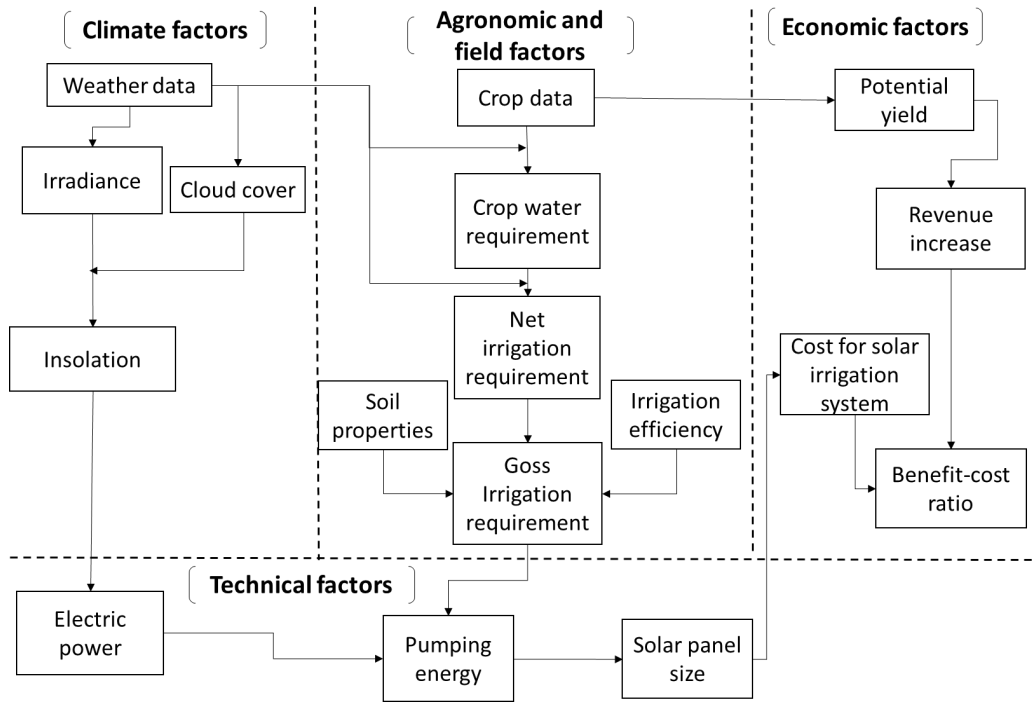 Climate factors
Agronomic and
field factors
Economic factors
Weather data
Crop data
Potential
yield
Irradiance
Cloud cover
Crop water
requirement
Revenue
increase
Insolation
Net
irrigation
requirement
Cost for solar
irrigation
system
Soil
properties
Irrigation
efficiency
Goss
Irrigation
requirement
Benefit-cost
ratio
Technical factors
Electric
power
Pumping
energy
Solar panel
size